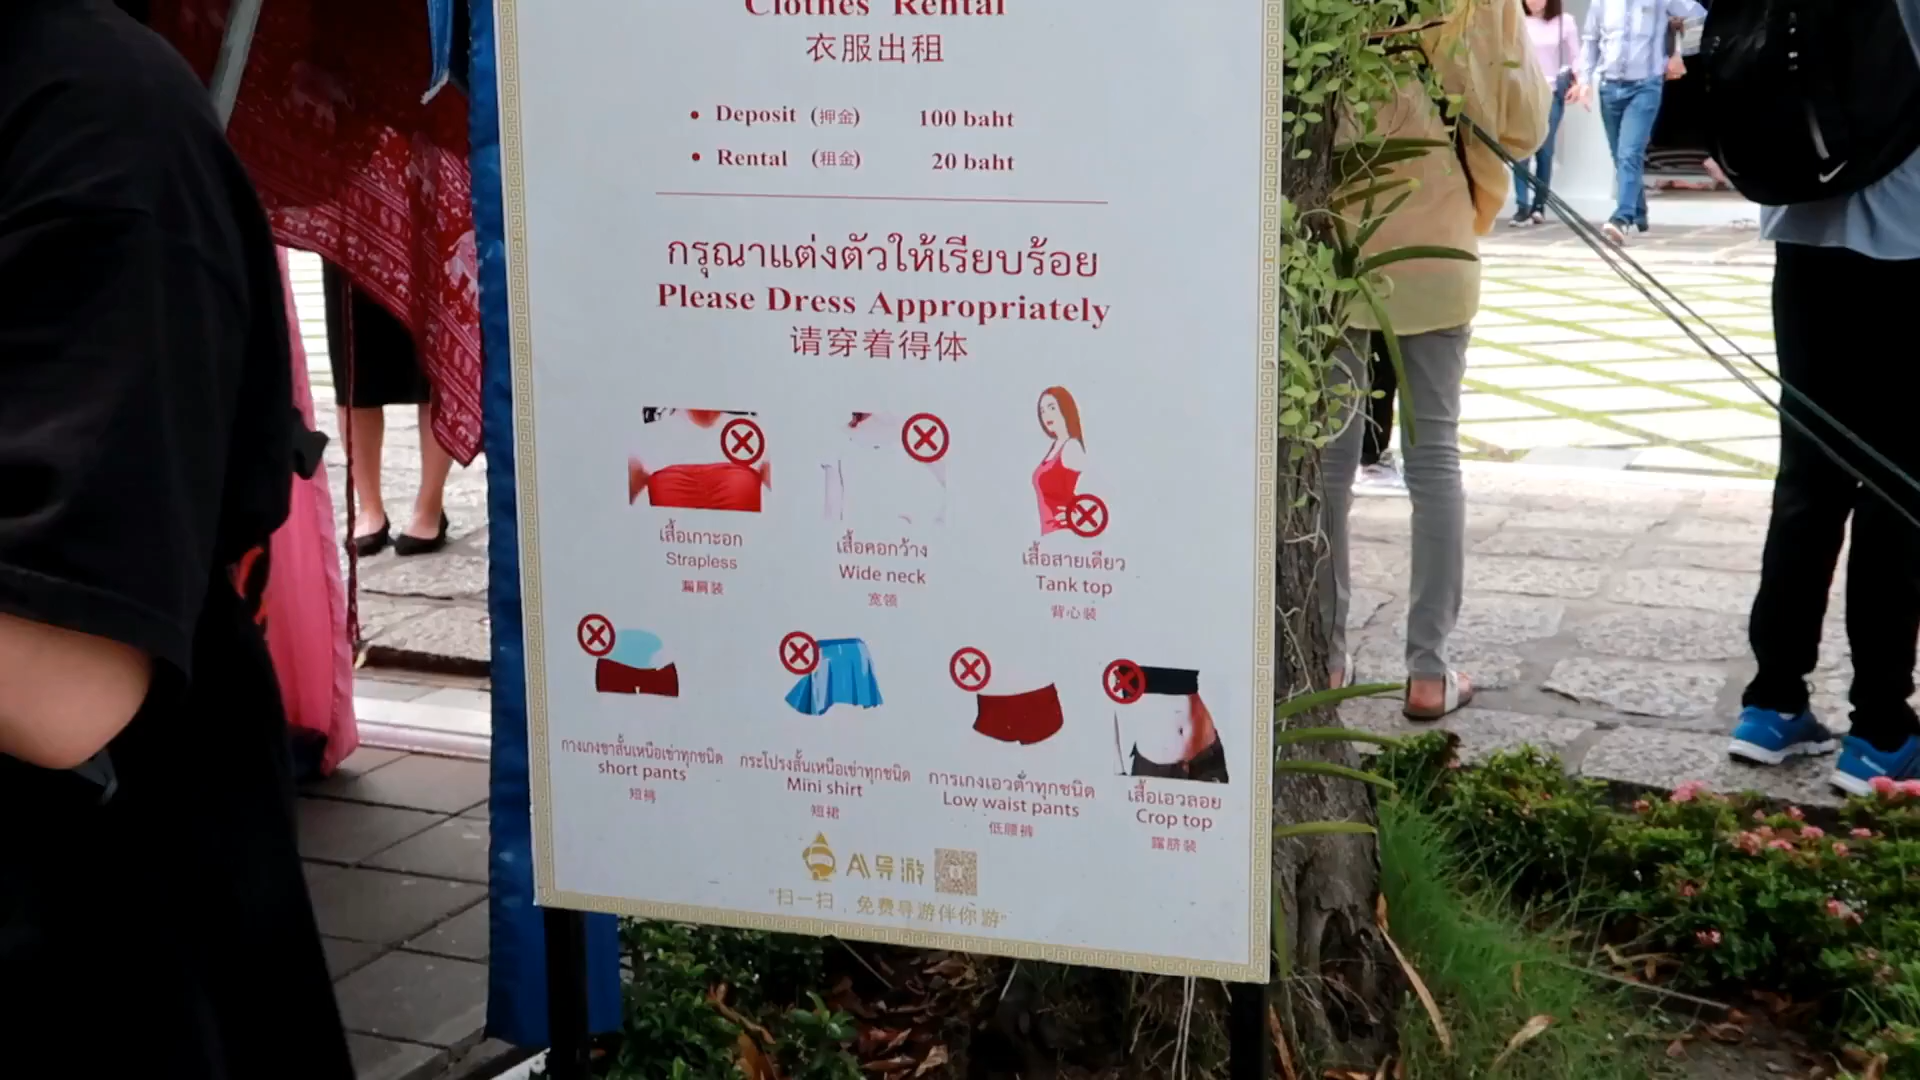 Clothes Rental
衣服出租
• Deposit (押金) 100 baht
• Rental (租金) 20 baht
กรุณาแต่งตัวให้เรียบร้อย
Please Dress Appropriately
请穿着得体
เสื้อเกาะอก
Strapless
漏肩装
เสื้อคอกว้าง
Wide neck
宽领
เสื้อสายเดียว
Tank top
背心装
กางเกงขาสั้นเหนือเข่าทุกชนิด
short pants
短裤
กระโปรงสั้นเหนือเข่าทุกชนิด
Mini shirt
短裙
การเกงเอวต่ำทุกชนิด
Low waist pants
低腰裤
เสื้อเอวลอย
Crop top
露脐装
AI导游
"扫一扫，免费导游伴你游"